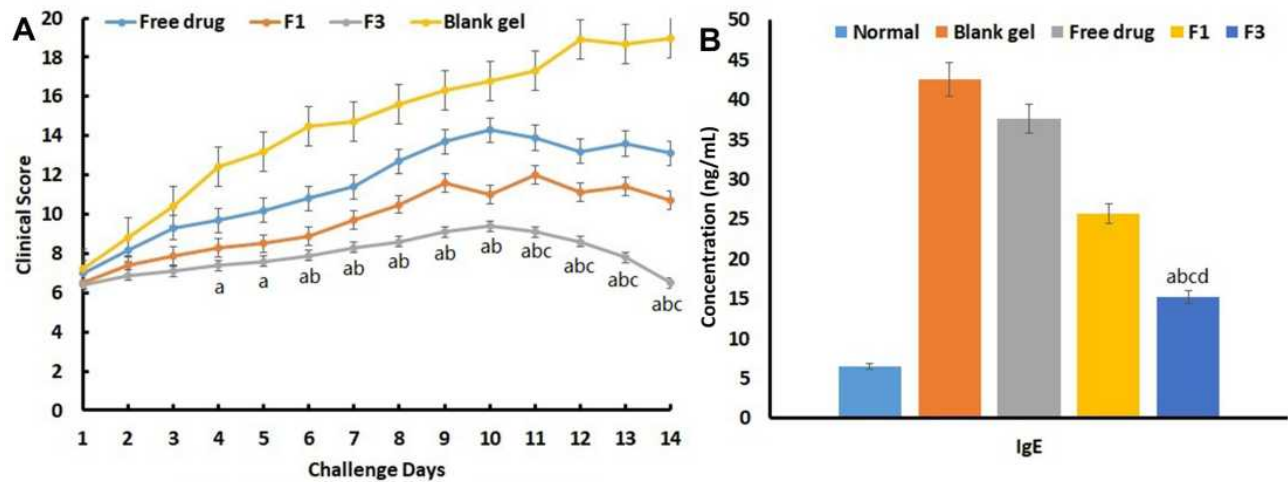 A
Free drug F1 F3 Blank gel
Clinical Score
20
18
16
14
12
10
8
6
4
2
0
a a ab ab ab ab ab abc abc abc abc
1 2 3 4 5 6 7 8 9 10 11 12 13 14
Challenge Days
B
Normal Blank gel Free drug F1 F3
Concentration (ng/mL)
50
45
40
35
30
25
20
15
10
5
0
abcd
IgE